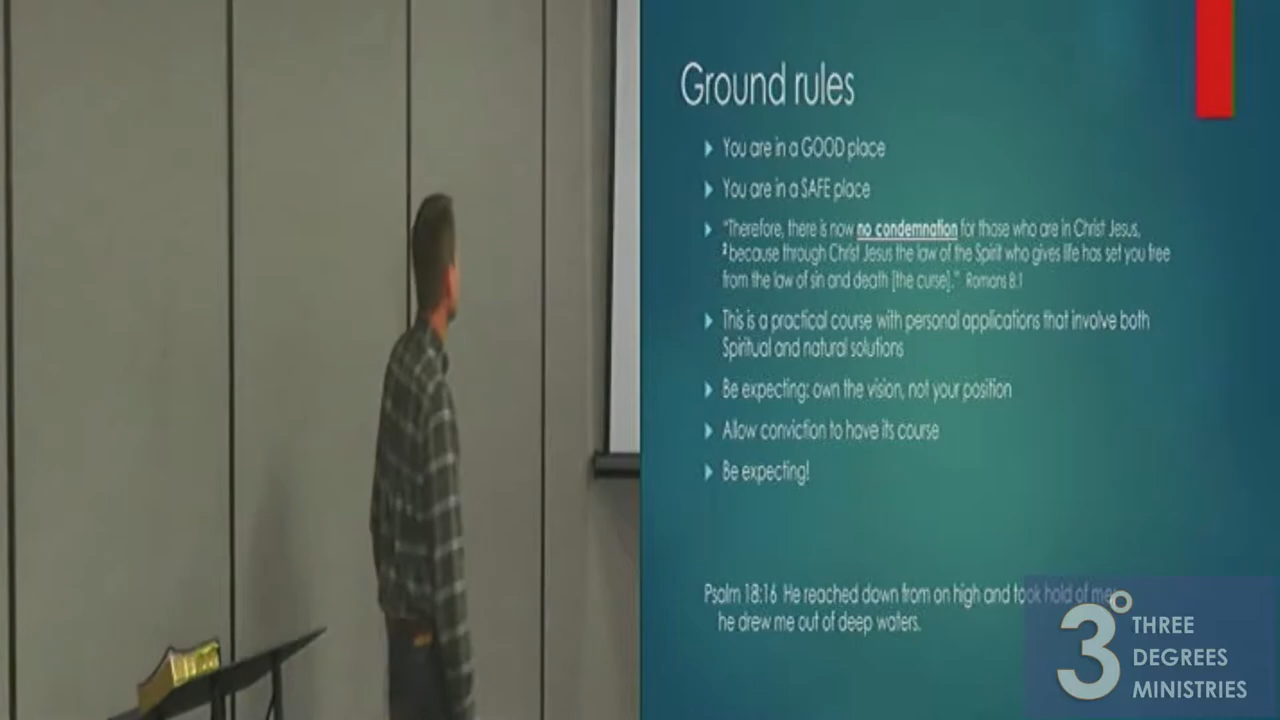 Ground rules
You are in a GOOD place
You are in a SAFE place
"Therefore, there is now no condemnation for those who are in Christ Jesus,
2 because through Christ Jesus the law of the Spirit who gives life has set you free
from the law of sin and death [the curse]." Romans 8:1
This is a practical course with personal applications that involve both
Spiritual and natural solutions
Be expecting: own the vision, not your position
Allow conviction to have its course
Be expecting!
Psalm 18:16 He reached down from on high and took hold of me;
he drew me out of deep waters.
3°
THREE
DEGREES
MINISTRIES